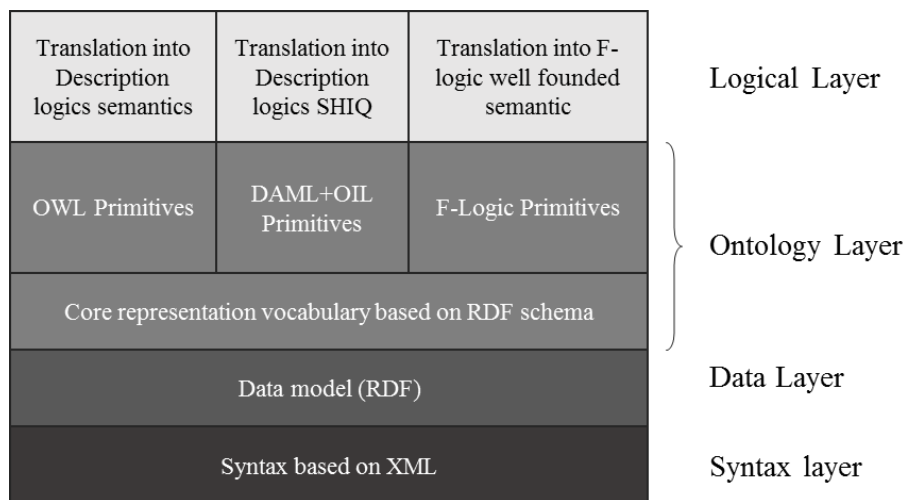 Translation into
Description
logics semantics
Translation into
Description
logics SHIQ
Translation into F-
logic well founded
semantic
Logical Layer
OWL Primitives
DAML+OIL
Primitives
F-Logic Primitives
Ontology Layer
Core representation vocabulary based on RDF schema
Data model (RDF)
Data Layer
Syntax based on XML
Syntax layer